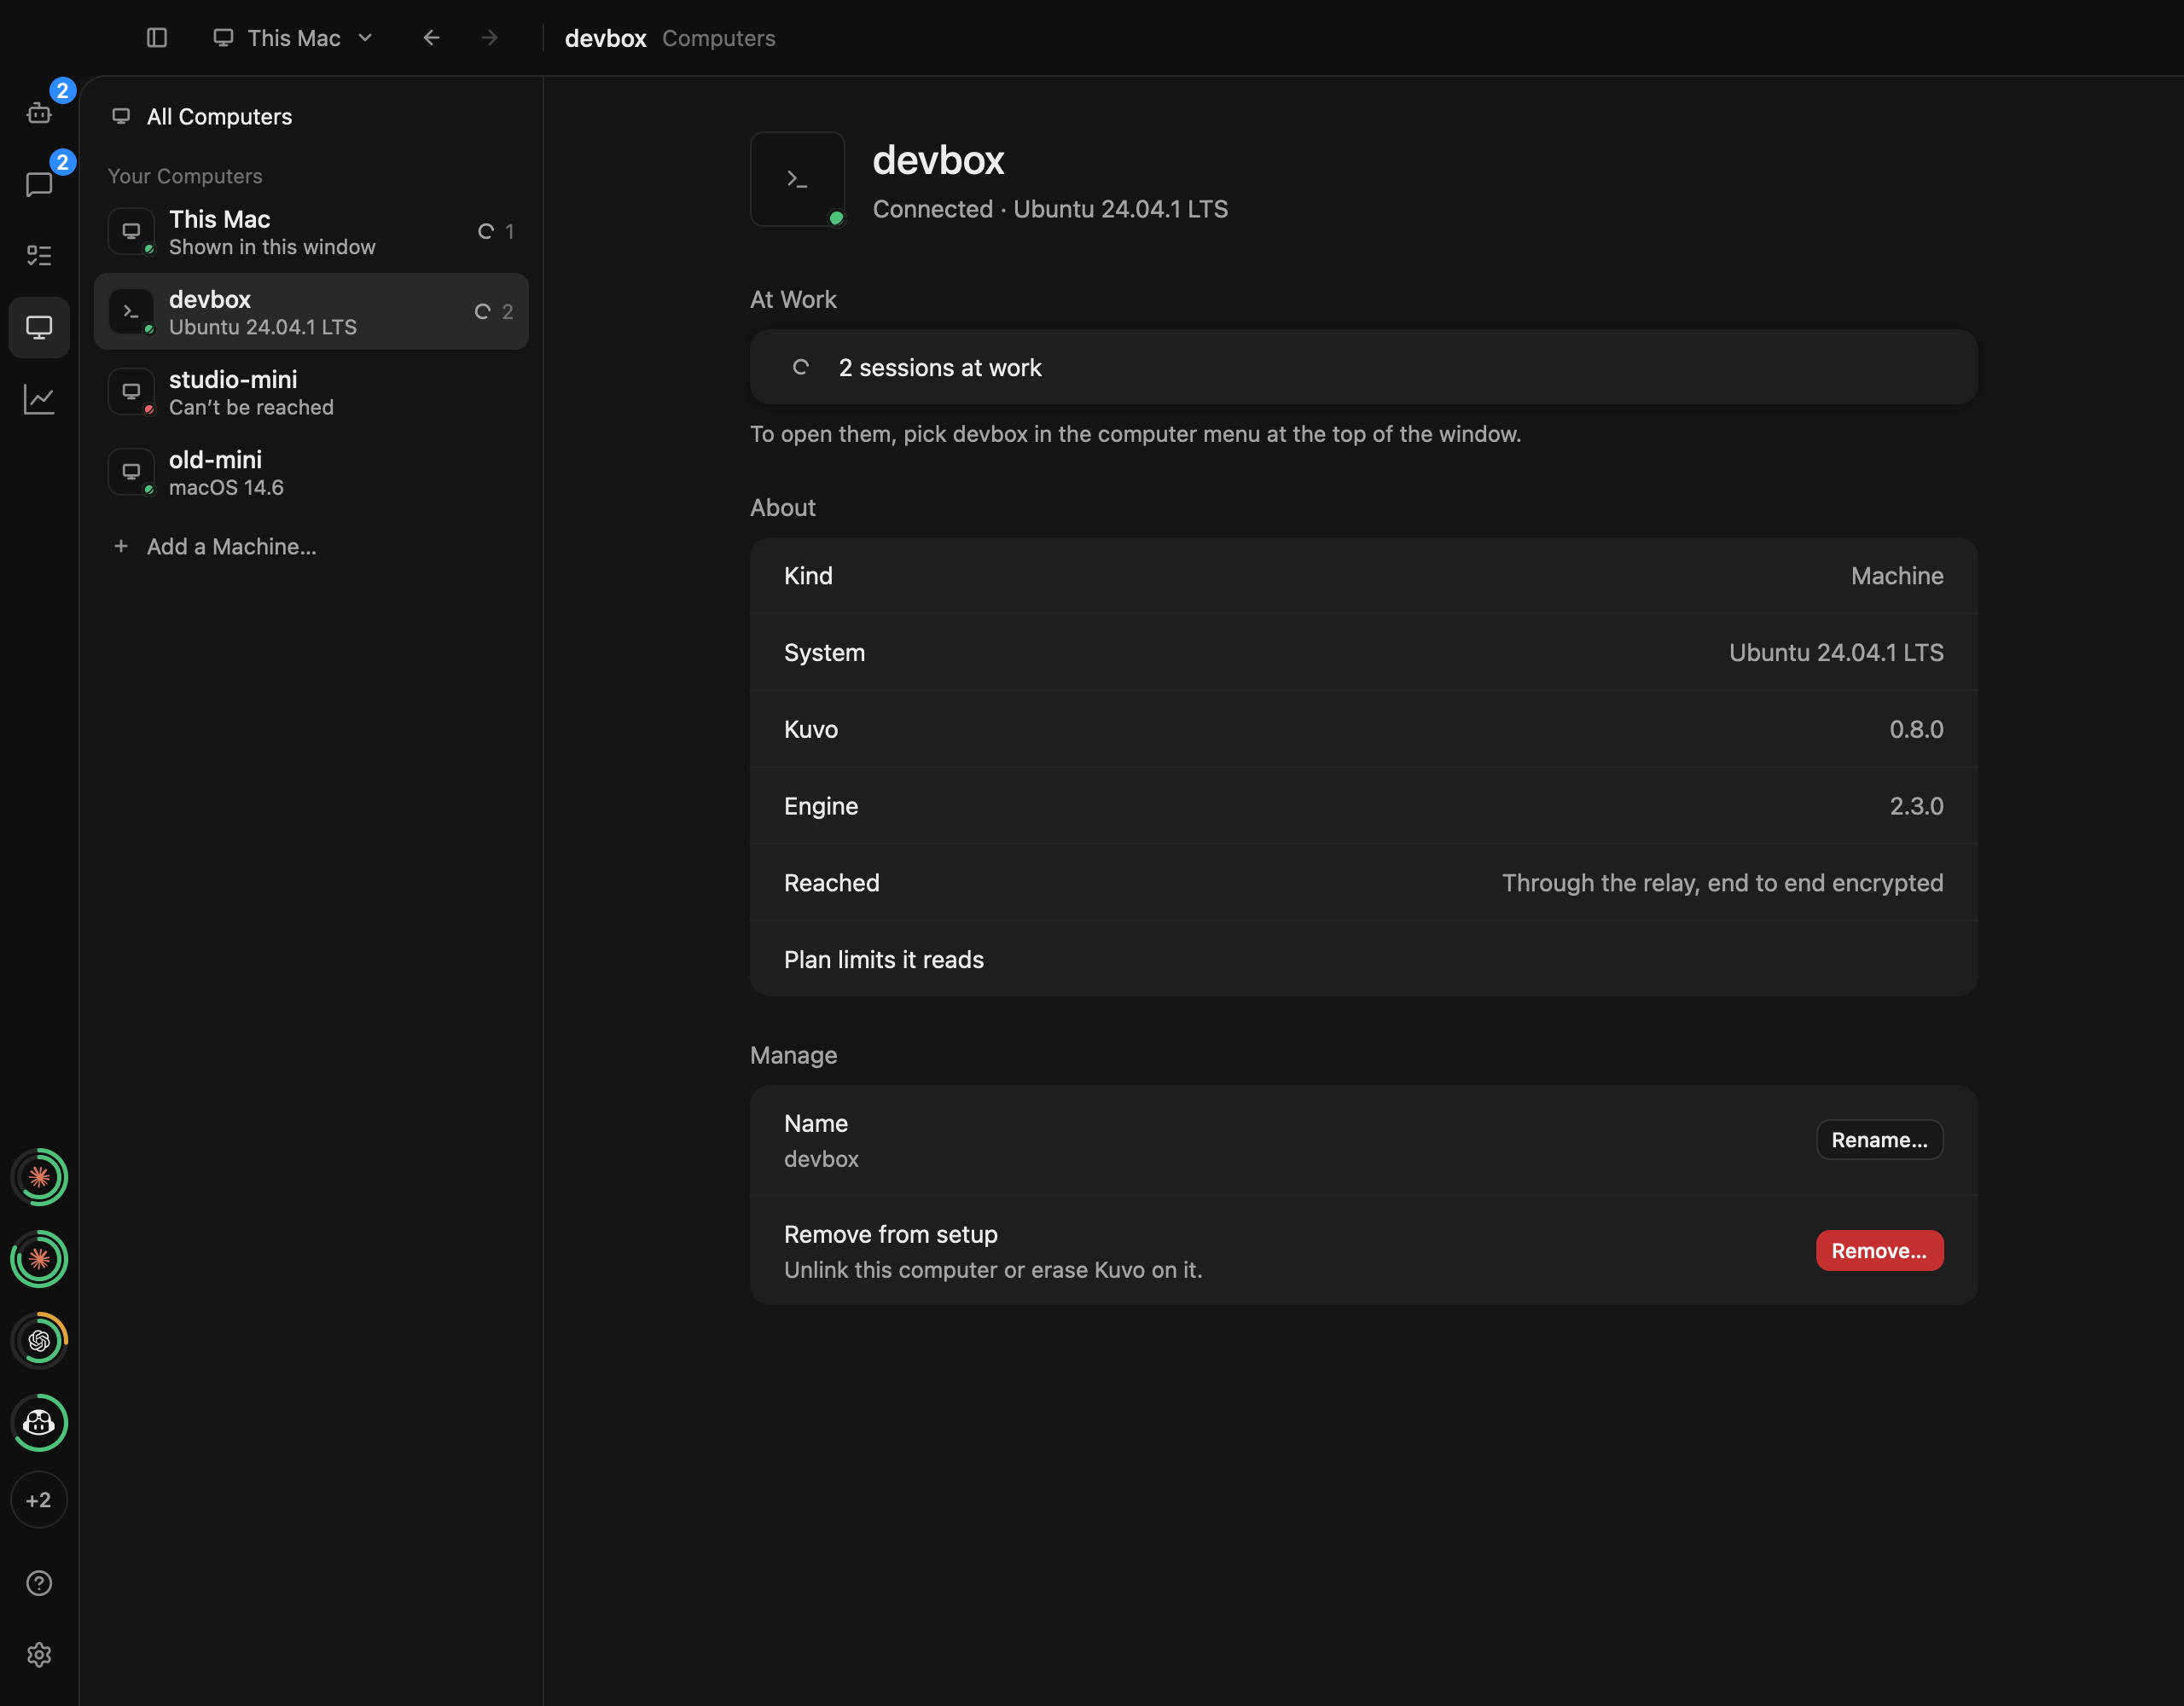 This Mac
devbox Computers
2
2
All Computers
Your Computers
This Mac
Shown in this window
1
devbox
Ubuntu 24.04.1 LTS
2
studio-mini
Can’t be reached
old-mini
macOS 14.6
+ Add a Machine...
+2
devbox
Connected · Ubuntu 24.04.1 LTS
At Work
2 sessions at work
To open them, pick devbox in the computer menu at the top of the window.
About
Kind Machine
System Ubuntu 24.04.1 LTS
Kuvo 0.8.0
Engine 2.3.0
Reached Through the relay, end to end encrypted
Plan limits it reads
Manage
Name
devbox
Rename...
Remove from setup
Unlink this computer or erase Kuvo on it.
Remove...